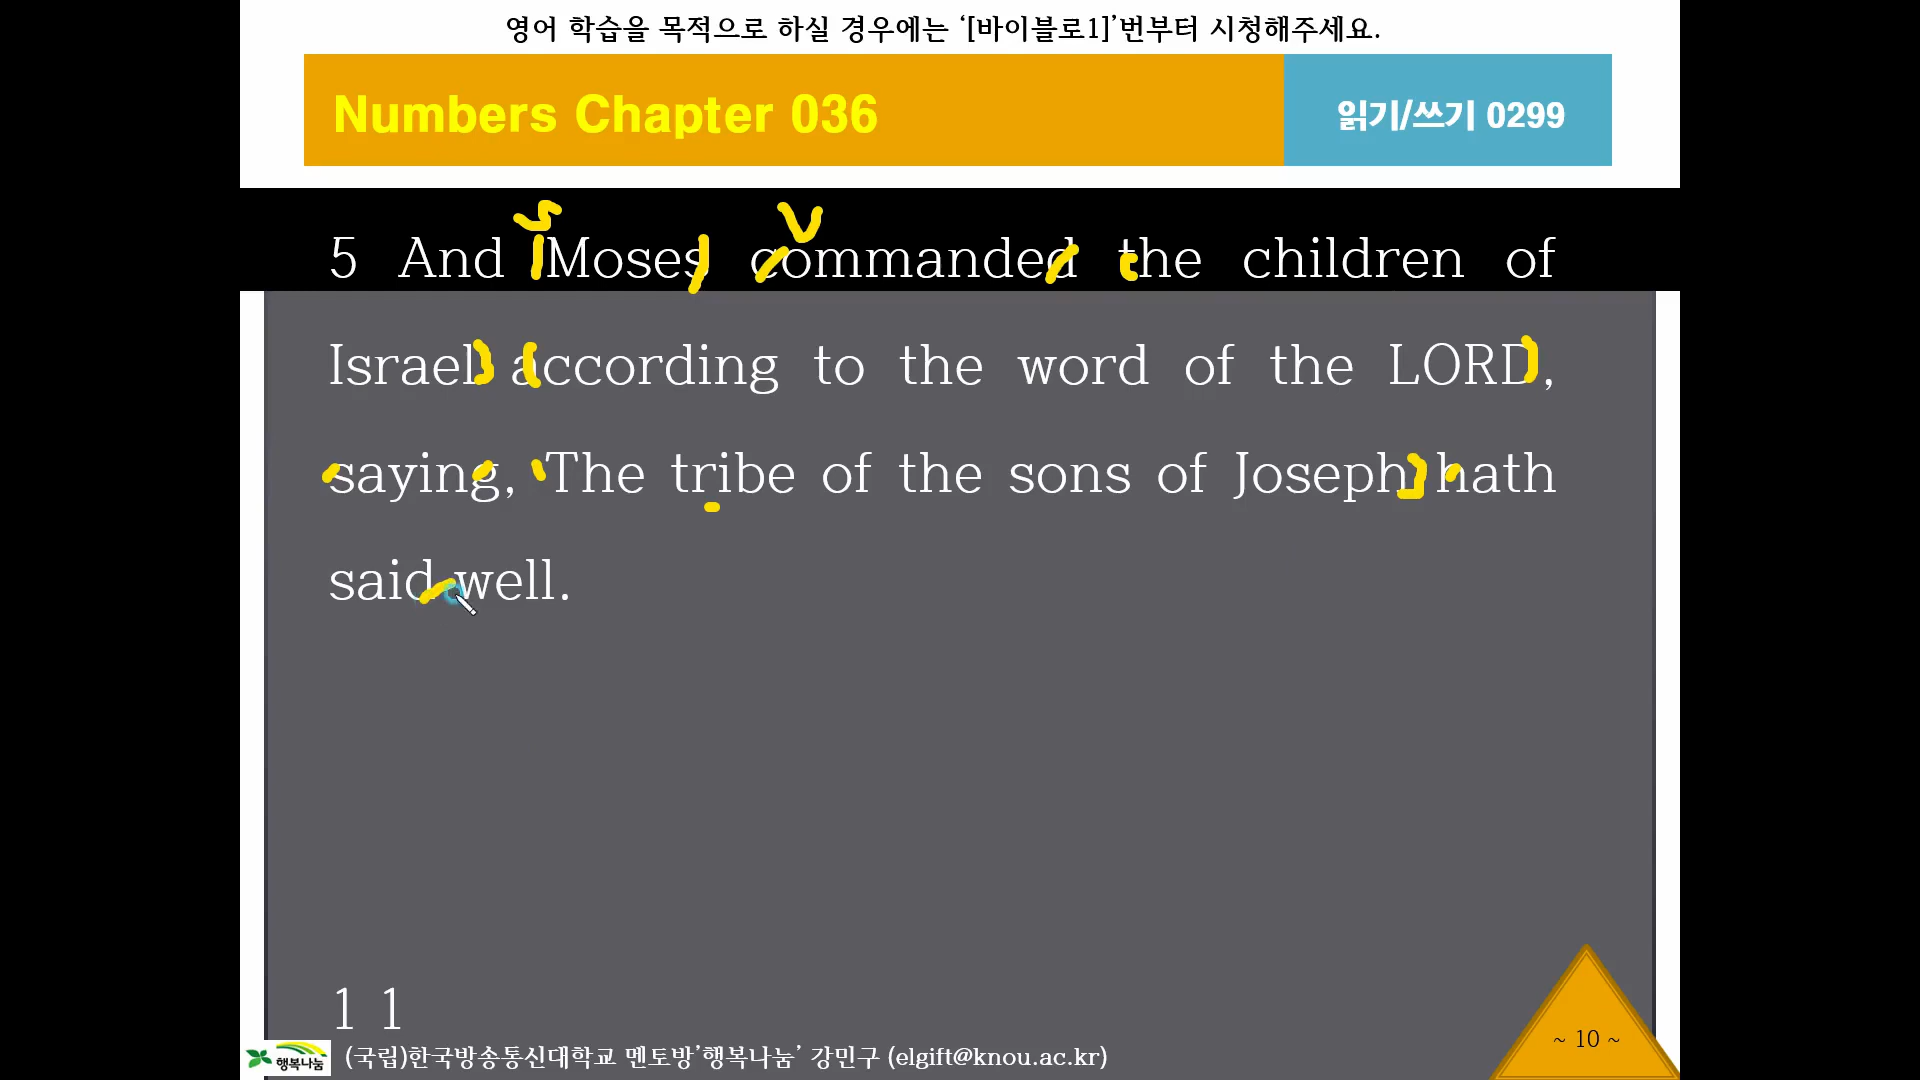 영어 학습을 목적으로 하실 경우에는 ‘[바이블로1]’번부터 시청해주세요.
Numbers Chapter 036
읽기/쓰기 0299
5 And Moses commanded the children of
Israel according to the word of the LORD,
saying, The tribe of the sons of Joseph hath
said well.
1 1
~ 10 ~
행복나눔
(국립)한국방송통신대학교 멘토방’행복나눔’ 강민구 (elgift@knou.ac.kr)